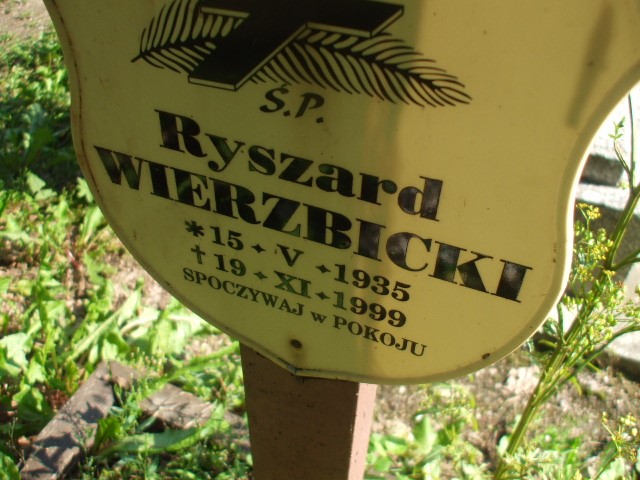 Ś.P.
Ryszard
WIERZBICKI
* 15 ✦ V ✦ 1935
✝ 19 ✦ XI ✦ 1999
SPOCZYWAJ w POKOJU